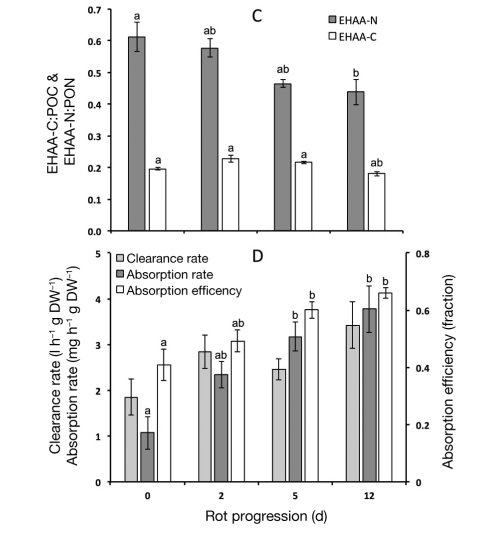 C
EHAA-N
EHAA-C
EHAA-C:POC &
EHAA-N:PON
0.7
0.6
0.5
0.4
0.3
0.2
0.1
0.0
a
a
ab
a
ab
a
b
ab
D
Clearance rate
Absorption rate
Absorption efficency
Clearance rate (l h⁻¹ g DW⁻¹)
Absorption rate (mg h⁻¹ g DW⁻¹)
5
4
3
2
1
0
a
a
ab
ab
b
b
b
b
0.8
0.6
0.4
0.2
0
Absorption efficiency (fraction)
0 2 5 12
Rot progression (d)